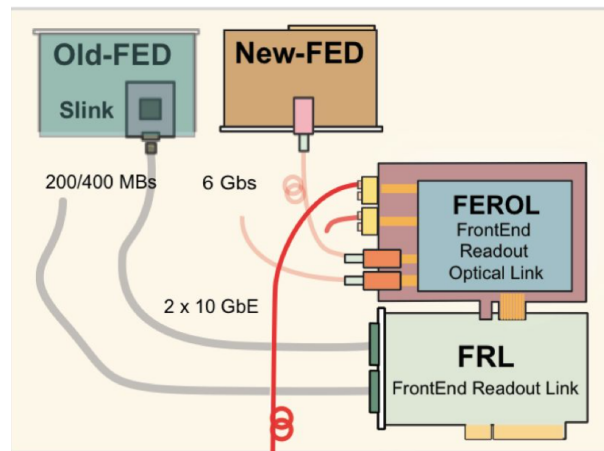 Old-FED
New-FED
Slink
200/400 MBs
6 Gbs
FEROL
FrontEnd
Readout
Optical Link
2 x 10 GbE
FRL
FrontEnd Readout Link